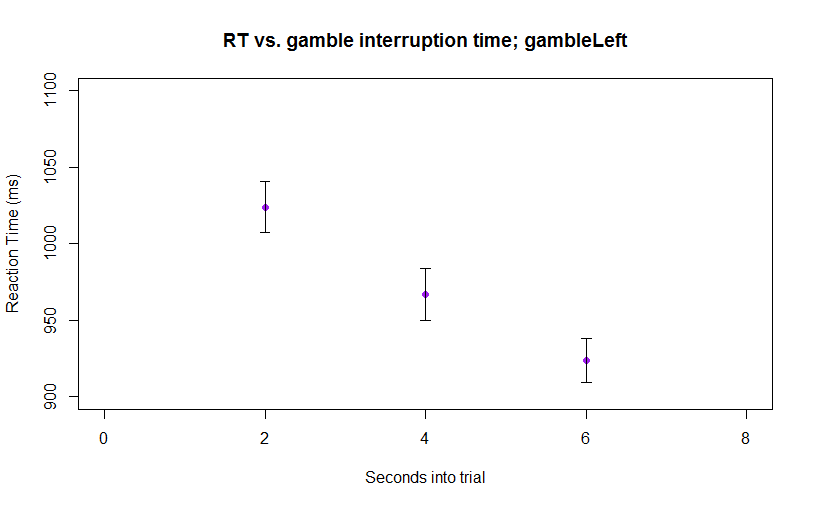 RT vs. gamble interruption time; gambleLeft
1100
1050
1000
950
900
Reaction Time (ms)
0 2 4 6 8
Seconds into trial